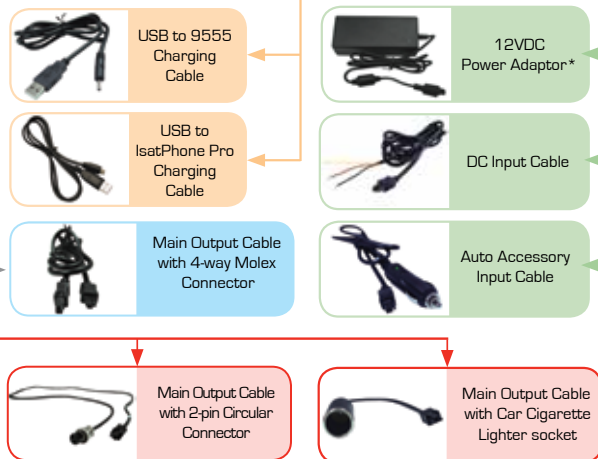 USB to 9555
Charging
Cable
12VDC
Power Adaptor*
USB to
IsatPhone Pro
Charging
Cable
DC Input Cable
Main Output Cable
with 4-way Molex
Connector
Auto Accessory
Input Cable
Main Output Cable
with 2-pin Circular
Connector
Main Output Cable
with Car Cigarette
Lighter socket